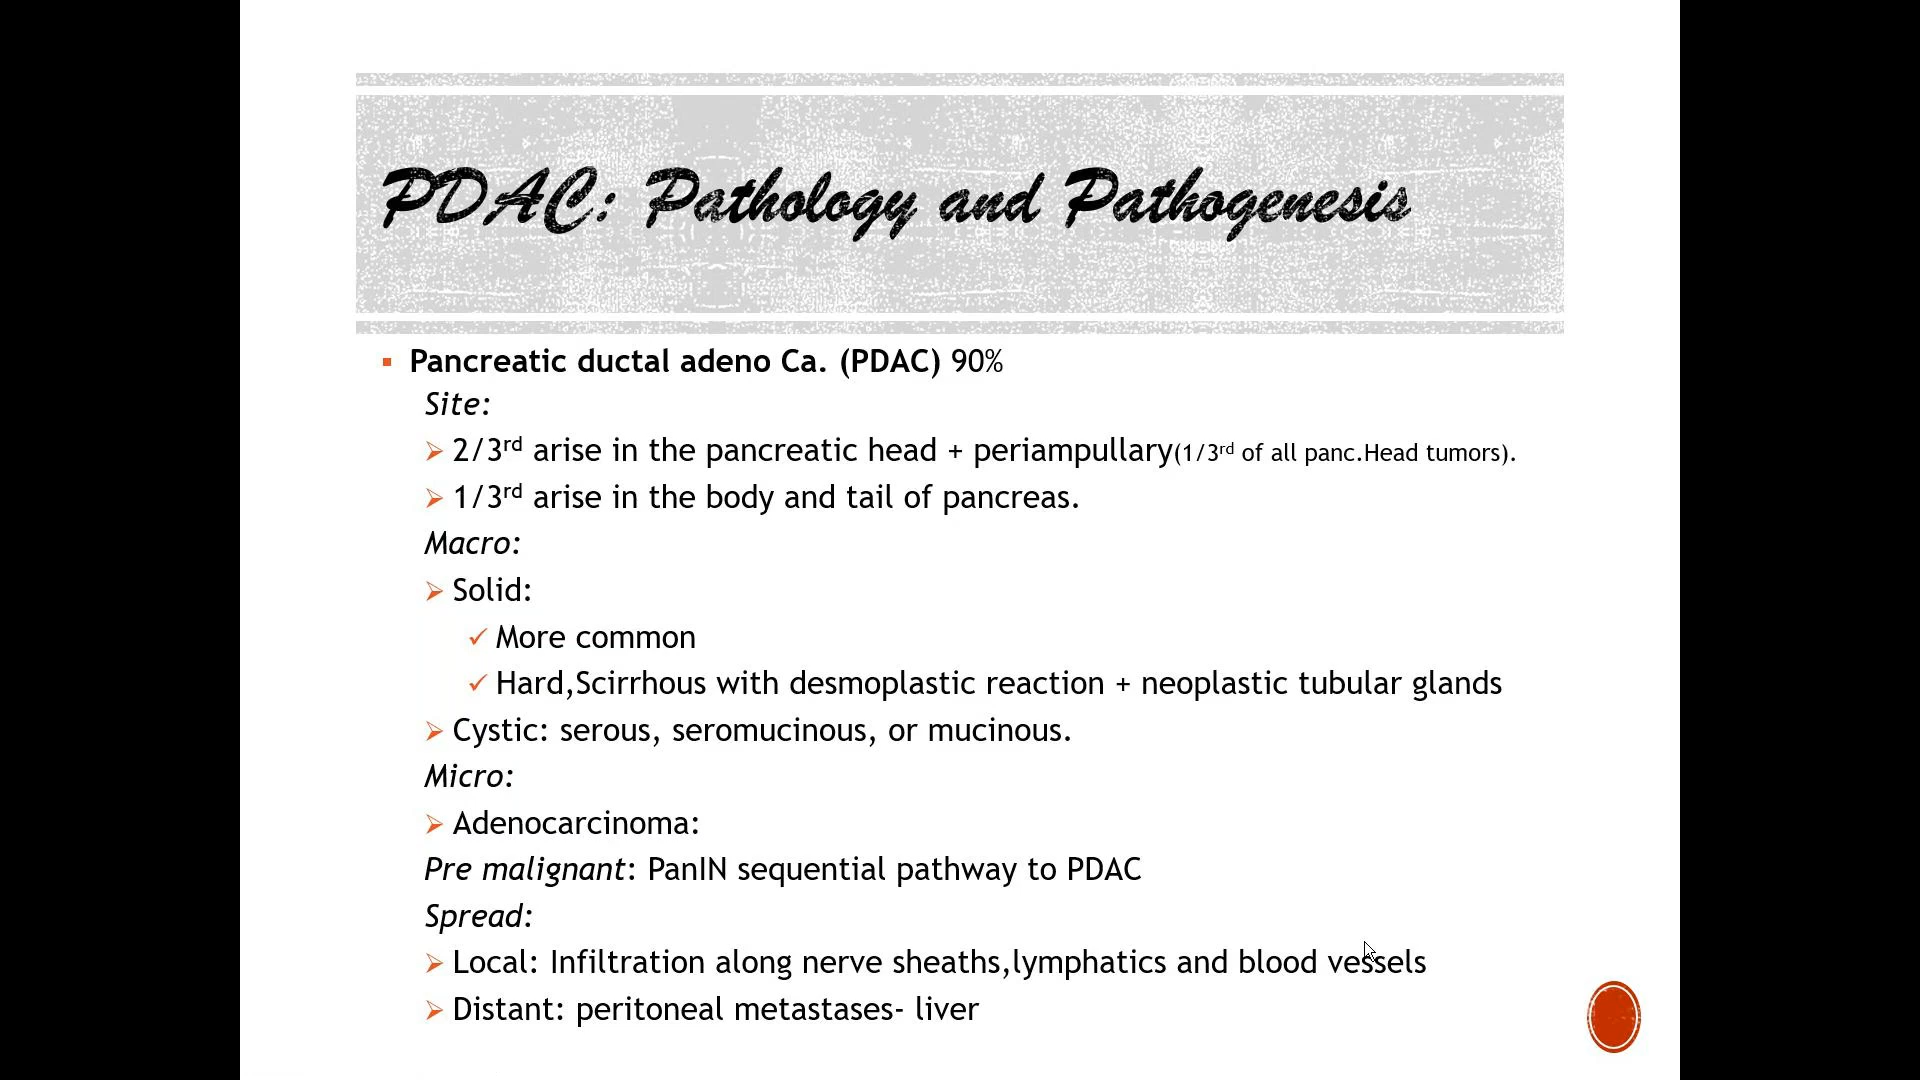 PDAC: Pathology and Pathogenesis
Pancreatic ductal adeno Ca. (PDAC) 90%
Site:
2/3rd arise in the pancreatic head + periampullary(1/3rd of all panc.Head tumors).
1/3rd arise in the body and tail of pancreas.
Macro:
Solid:
More common
Hard,Scirrhous with desmoplastic reaction + neoplastic tubular glands
Cystic: serous, seromucinous, or mucinous.
Micro:
Adenocarcinoma:
Pre malignant: PanIN sequential pathway to PDAC
Spread:
Local: Infiltration along nerve sheaths,lymphatics and blood vessels
Distant: peritoneal metastases- liver